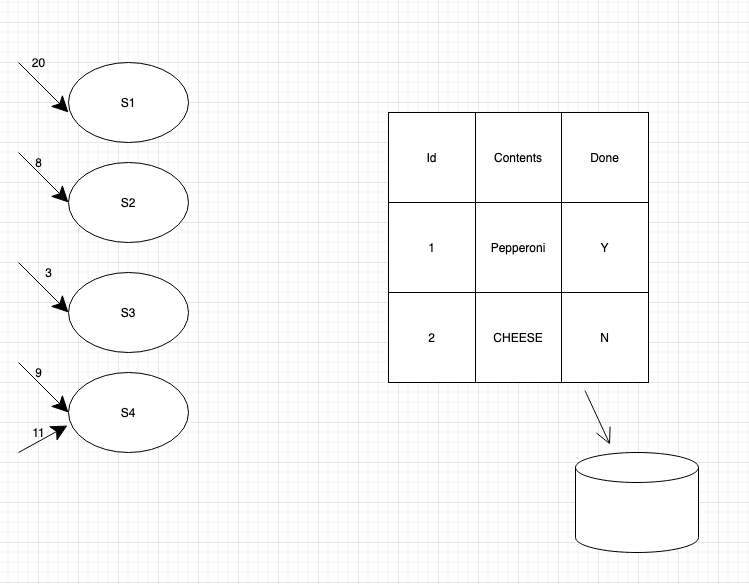 20
S1
8
S2
3
S3
9
S4
11
Id Contents Done
1 Pepperoni Y
2 CHEESE N